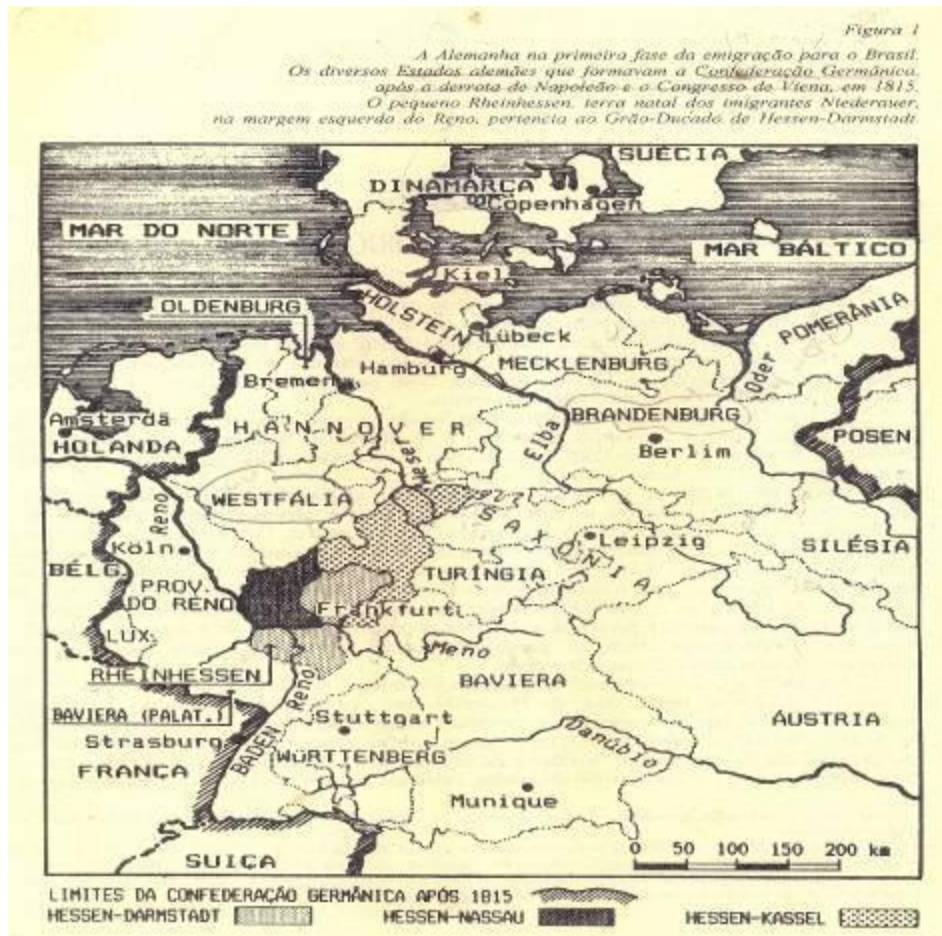 Figura 1
A Alemanha na primeira fase da emigração para o Brasil.
Os diversos Estados alemães que formavam a Confederação Germânica,
após a derrota de Napoleão e o Congresso de Viena, em 1815.
O pequeno Rheinhessen, terra natal dos imigrantes Niederauer,
na margem esquerda do Reno, pertencia ao Grão-Ducado de Hessen-Darmstadt.
SUÉCIA
DINAMARCA
Copenhagen
MAR DO NORTE
MAR BÁLTICO
Kiel
OLDENBURG
HOLSTEIN
Lübeck
POMERÂNIA
MECKLENBURG
Hamburg
Bremen
Oder
Amsterdã
HOLANDA
HÄNNOVER
Weser
Elba
BRANDENBURG
Berlim
POSEN
WESTFÁLIA
Reno
Köln
BÉLG.
PROV.
DO RENO
LUX.
SAXÔNIA
Leipzig
SILÉSIA
TURÍNGIA
Frankfurt
Meno
RHEINHESSEN
Reno
BAVIERA
BAVIERA (PALAT.)
Stuttgart
ÁUSTRIA
Strasburg
BADEN
WÜRTTENBERG
Danúbio
FRANÇA
Munique
SUIÇA
0 50 100 150 200 km
LIMITES DA CONFEDERAÇÃO GERMÂNICA APÓS 1815
HESSEN-DARMSTADT HESSEN-NASSAU HESSEN-KASSEL